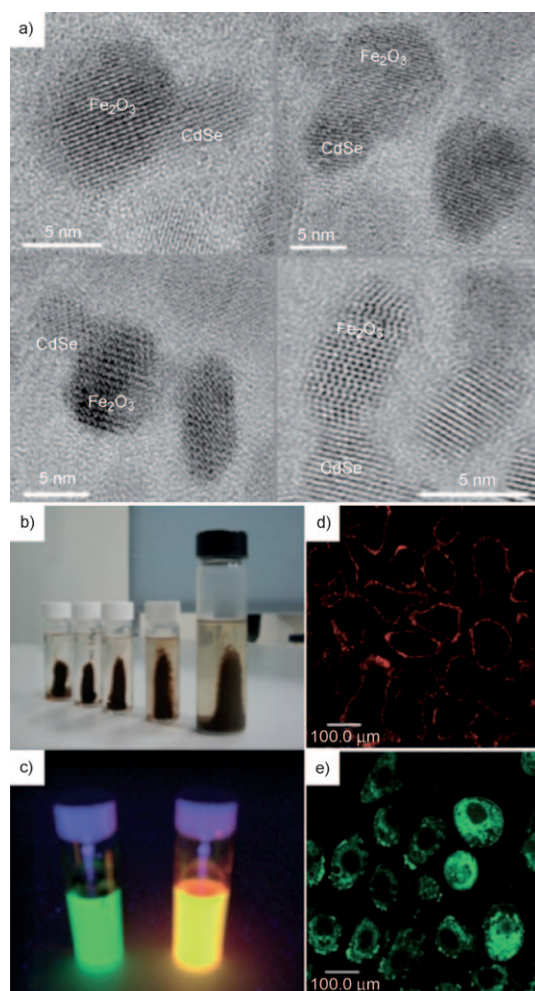 a)
Fe₂O₃
CdSe
5 nm
Fe₂O₃
CdSe
5 nm
CdSe
Fe₂O₃
5 nm
Fe₂O₃
CdSe
5 nm
b)
c)
d)
100.0 μm
e)
100.0 μm